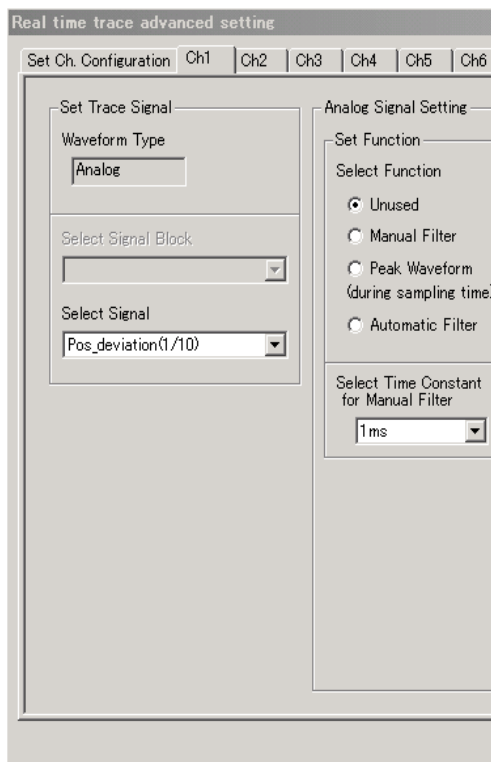 Real time trace advanced setting
Set Ch. Configuration Ch1 Ch2 Ch3 Ch4 Ch5 Ch6
Set Trace Signal
Waveform Type
Analog
Select Signal Block
Select Signal
Pos_deviation(1/10)
Analog Signal Setting
Set Function
Select Function
Unused
Manual Filter
Peak Waveform
(during sampling time)
Automatic Filter
Select Time Constant
for Manual Filter
1ms